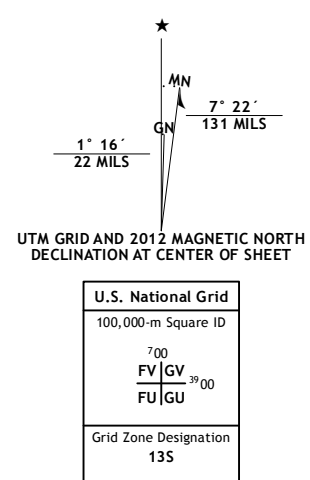 ★
MN
GN
7° 22´
131 MILS
1° 16´
22 MILS
UTM GRID AND 2012 MAGNETIC NORTH
DECLINATION AT CENTER OF SHEET
U.S. National Grid
100,000-m Square ID
700
FV GV
3900
FU GU
Grid Zone Designation
13S